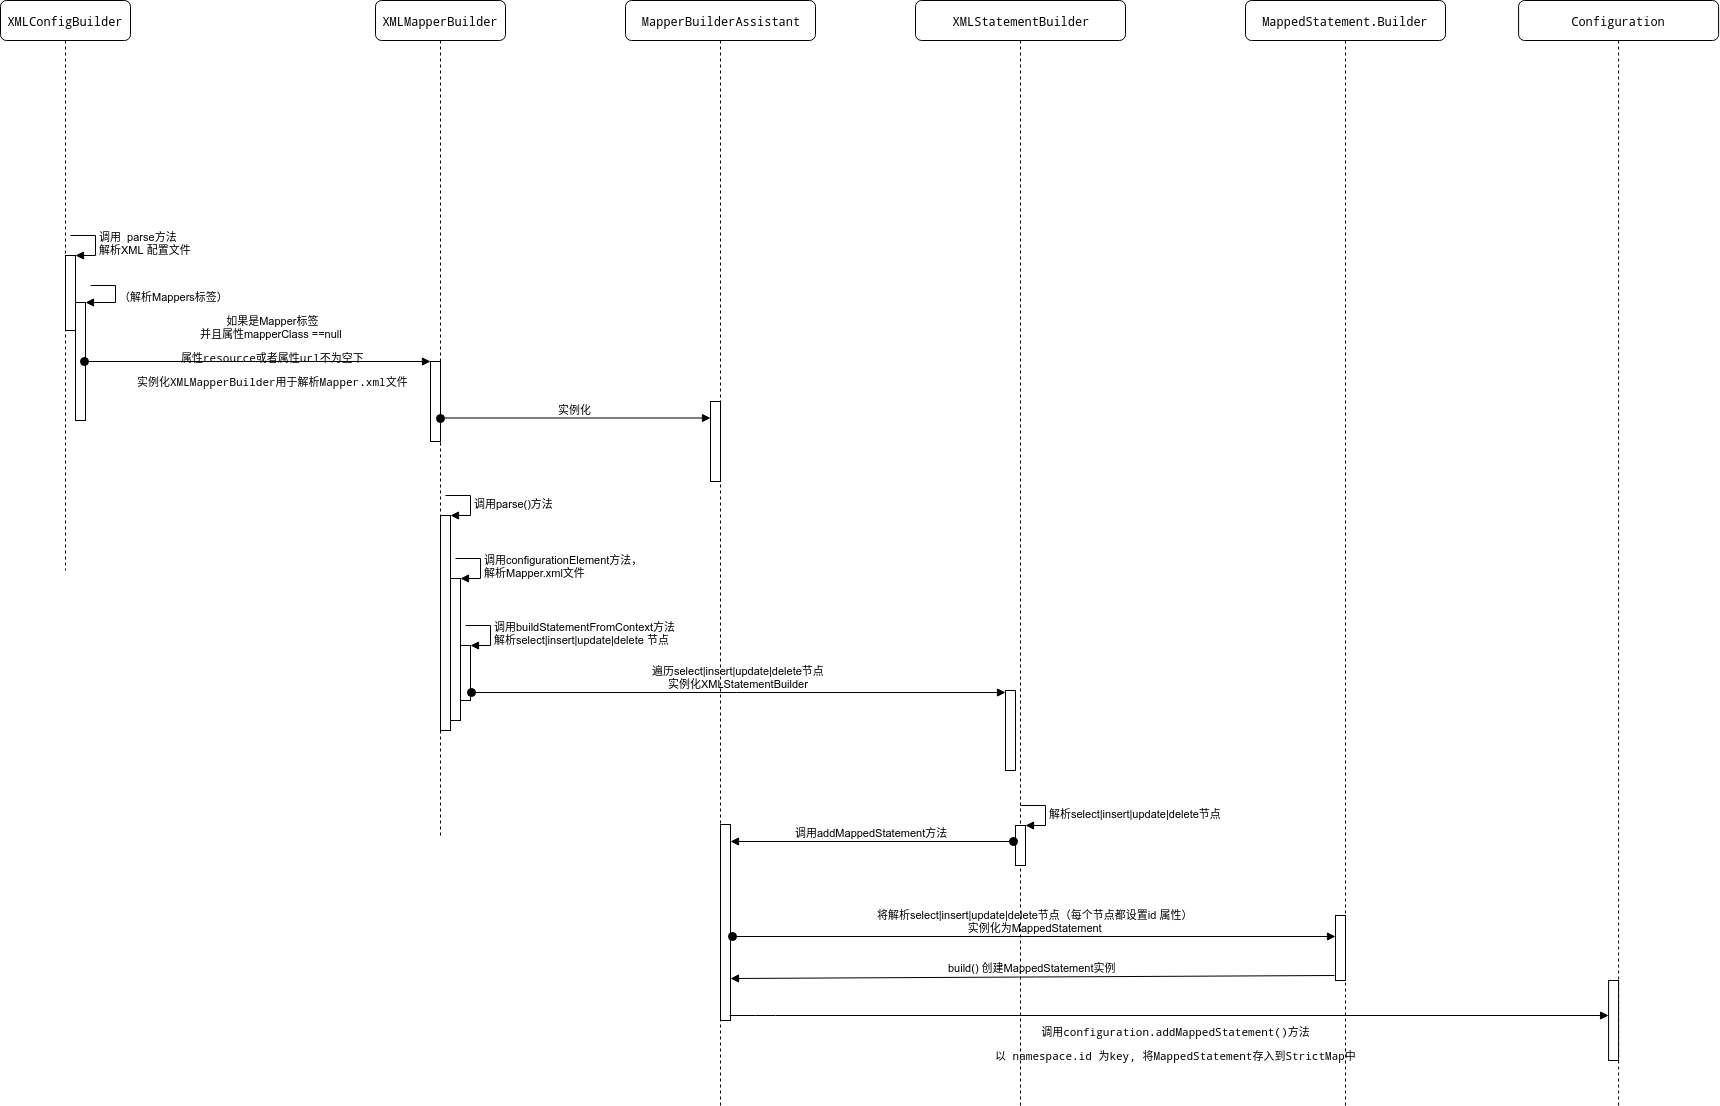 XMLConfigBuilder
XMLMapperBuilder
MapperBuilderAssistant
XMLStatementBuilder
MappedStatement.Builder
Configuration
调用  parse方法
解析XML 配置文件
（解析Mappers标签）
如果是Mapper标签
并且属性mapperClass ==null
属性resource或者属性url不为空下
实例化XMLMapperBuilder用于解析Mapper.xml文件
实例化
调用parse()方法
调用configurationElement方法，
解析Mapper.xml文件
调用buildStatementFromContext方法
解析select|insert|update|delete 节点
遍历select|insert|update|delete节点
实例化XMLStatementBuilder
解析select|insert|update|delete节点
调用addMappedStatement方法
将解析select|insert|update|delete节点（每个节点都设置id 属性）
实例化为MappedStatement
build() 创建MappedStatement实例
调用configuration.addMappedStatement()方法
以 namespace.id 为key, 将MappedStatement存入到StrictMap中